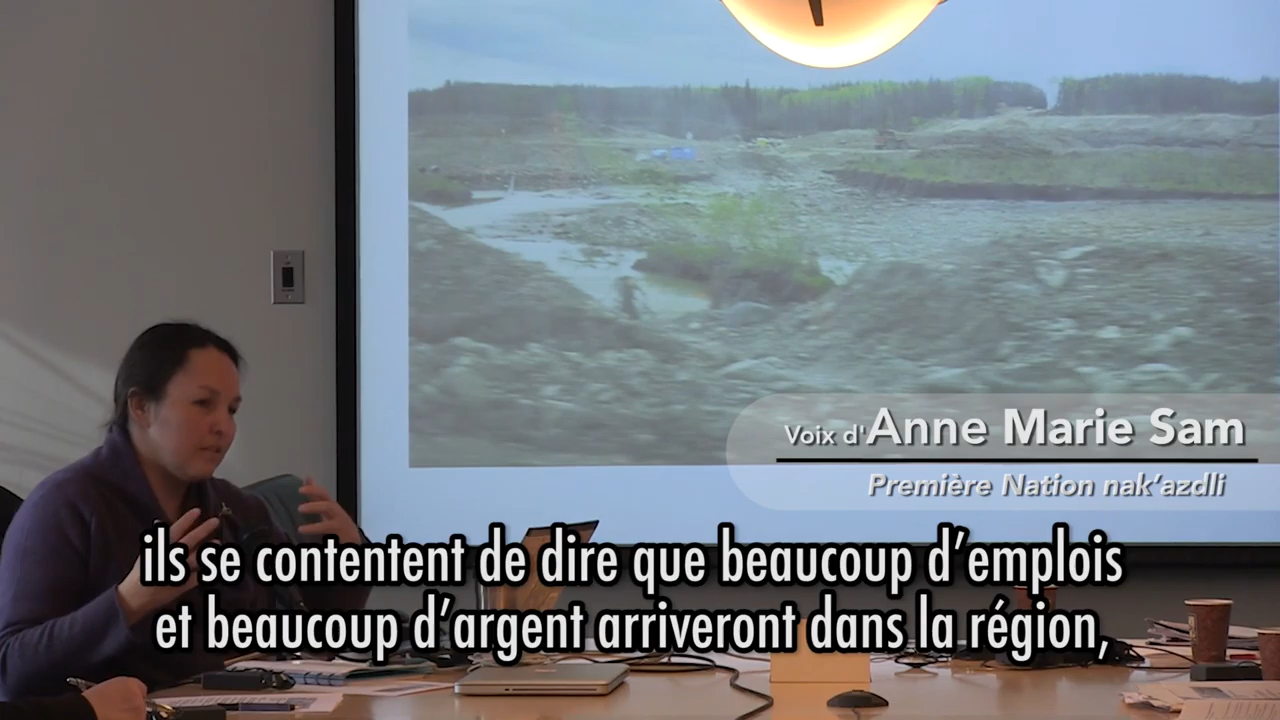 Voix d'Anne Marie Sam
Première Nation nak’azdli
ils se contentent de dire que beaucoup d’emplois
et beaucoup d’argent arriveront dans la région,